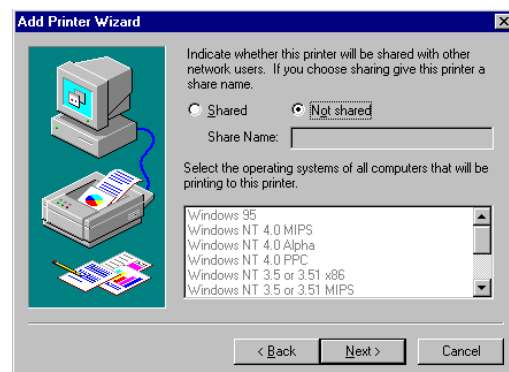 Add Printer Wizard
Indicate whether this printer will be shared with other
network users. If you choose sharing give this printer a
share name.
Shared Not shared
Share Name:
Select the operating systems of all computers that will be
printing to this printer.
Windows 95
Windows NT 4.0 MIPS
Windows NT 4.0 Alpha
Windows NT 4.0 PPC
Windows NT 3.5 or 3.51 x86
Windows NT 3.5 or 3.51 MIPS
< Back Next > Cancel